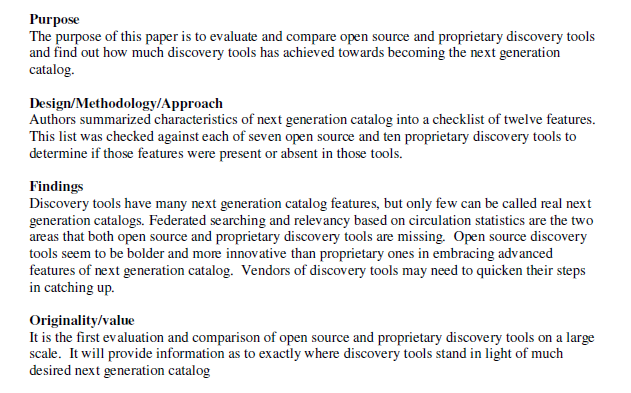 Purpose
The purpose of this paper is to evaluate and compare open source and proprietary discovery tools
and find out how much discovery tools has achieved towards becoming the next generation
catalog.
Design/Methodology/Approach
Authors summarized characteristics of next generation catalog into a checklist of twelve features.
This list was checked against each of seven open source and ten proprietary discovery tools to
determine if those features were present or absent in those tools.
Findings
Discovery tools have many next generation catalog features, but only few can be called real next
generation catalogs. Federated searching and relevancy based on circulation statistics are the two
areas that both open source and proprietary discovery tools are missing. Open source discovery
tools seem to be bolder and more innovative than proprietary ones in embracing advanced
features of next generation catalog. Vendors of discovery tools may need to quicken their steps
in catching up.
Originality/value
It is the first evaluation and comparison of open source and proprietary discovery tools on a large
scale. It will provide information as to exactly where discovery tools stand in light of much
desired next generation catalog